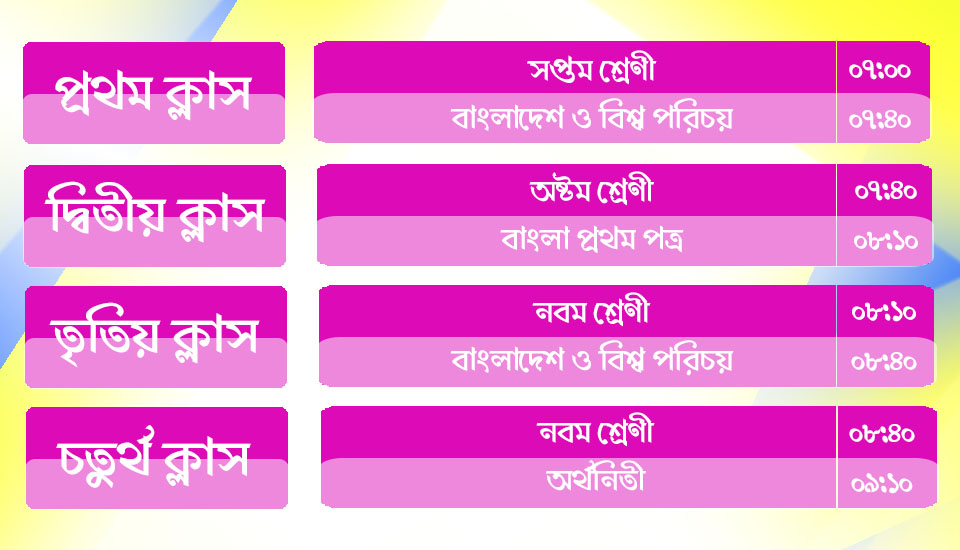 প্রথম ক্লাস
সপ্তম শ্রেণী ০৭:০০
বাংলাদেশ ও বিশ্ব পরিচয় ০৭:৪০
দ্বিতীয় ক্লাস
অষ্টম শ্রেণী ০৭:৪০
বাংলা প্রথম পত্র ০৮:১০
তৃতিয় ক্লাস
নবম শ্রেণী ০৮:১০
বাংলাদেশ ও বিশ্ব পরিচয় ০৮:৪০
চতুর্থ ক্লাস
নবম শ্রেণী ০৮:৪০
অর্থনিতী ০৯:১০